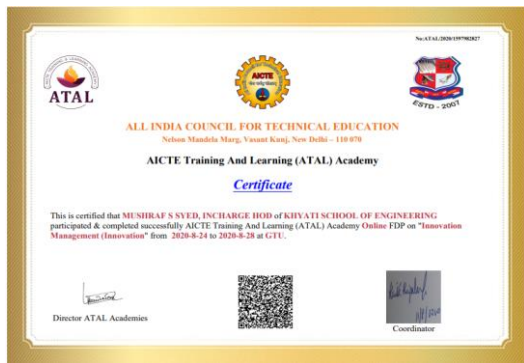 No:ATAL/2020/1597982827
ATAL
AICTE
ESTD - 2007
ALL INDIA COUNCIL FOR TECHNICAL EDUCATION
Nelson Mandela Marg, Vasant Kunj, New Delhi – 110 070
AICTE Training And Learning (ATAL) Academy
Certificate
This is certified that MUSHRAF S SYED, INCHARGE HOD of KHYATI SCHOOL OF ENGINEERING
participated & completed successfully AICTE Training And Learning (ATAL) Academy Online FDP on "Innovation
Management (Innovation" from 2020-8-24 to 2020-8-28 at GTU.
Director ATAL Academies
Coordinator